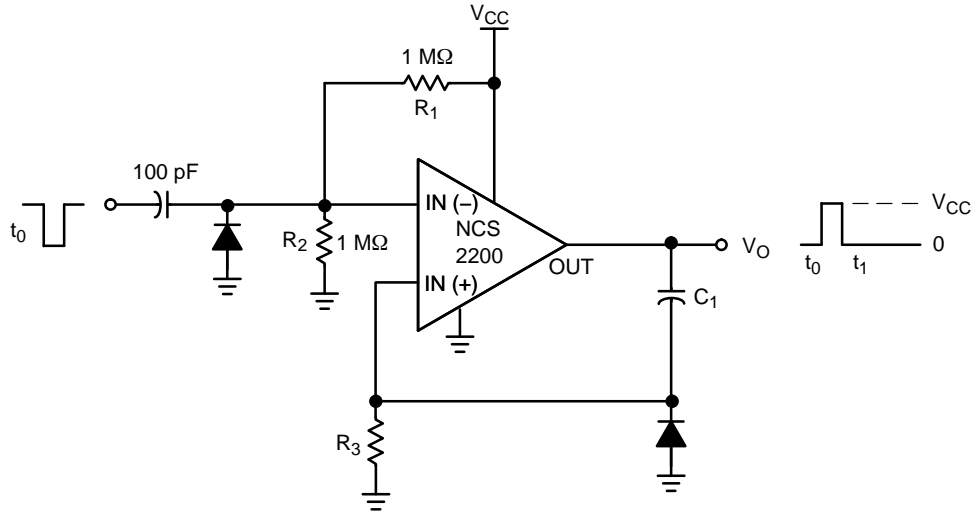 V_CC
1 MΩ
R_1
100 pF
t_0
IN (–)
R_2
1 MΩ
NCS
2200
OUT
V_O
V_CC
0
t_0
t_1
IN (+)
C_1
R_3